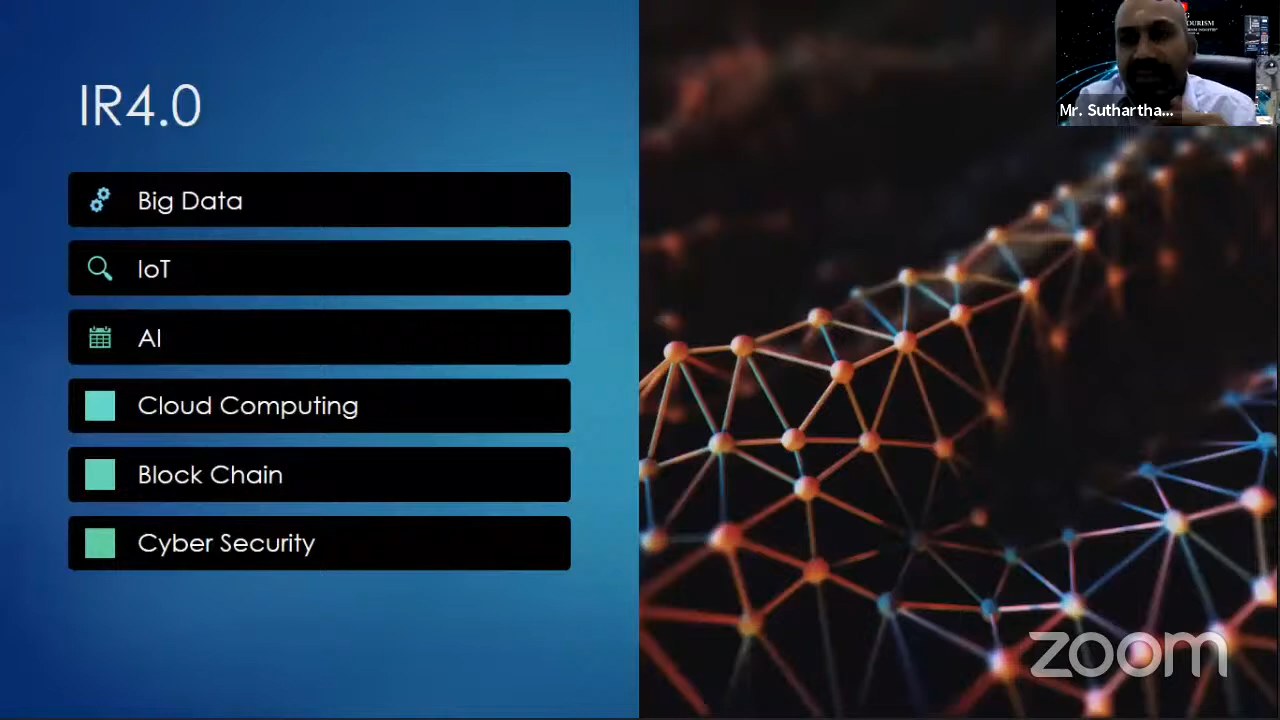 IR4.0
Big Data
IoT
AI
Cloud Computing
Block Chain
Cyber Security
Mr. Suthartha...
zoom